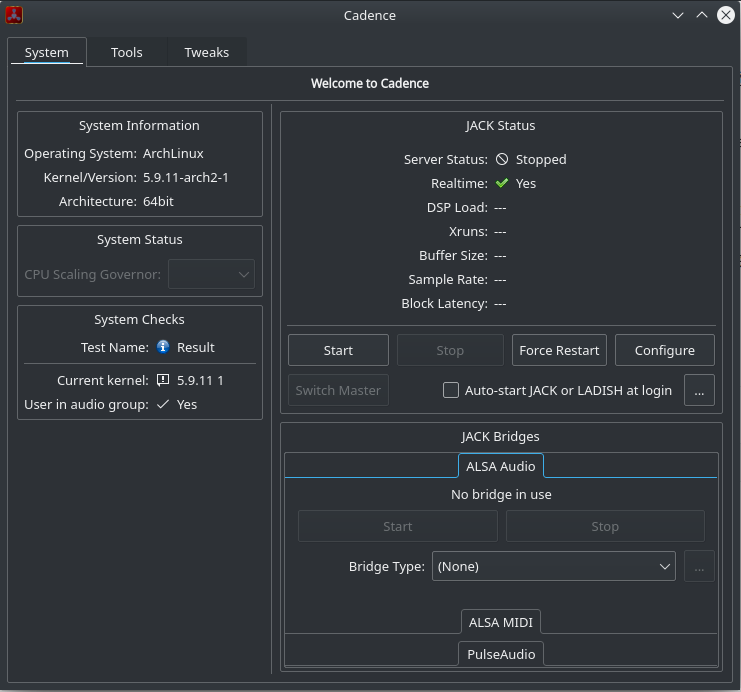 Cadence
System Tools Tweaks
Welcome to Cadence
System Information
Operating System: ArchLinux
Kernel/Version: 5.9.11-arch2-1
Architecture: 64bit
System Status
CPU Scaling Governor:
System Checks
Test Name: Result
Current kernel: 5.9.11 1
User in audio group: Yes
JACK Status
Server Status: Stopped
Realtime: Yes
DSP Load: ---
Xruns: ---
Buffer Size: ---
Sample Rate: ---
Block Latency: ---
Start Stop Force Restart Configure
Switch Master Auto-start JACK or LADISH at login ...
JACK Bridges
ALSA Audio
No bridge in use
Start Stop
Bridge Type: (None) ...
ALSA MIDI
PulseAudio